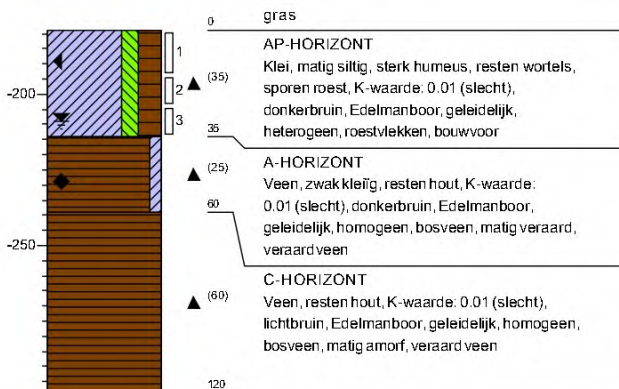 0
gras
AP-HORIZONT
Klei, matig siltig, sterk humeus, resten wortels,
sporen roest, K-waarde: 0.01 (slecht),
donkerbruin, Edelmanboor, geleidelijk,
heterogeen, roestvlekken, bouwvoor
1
2
3
(35)
-200
35
A-HORIZONT
Veen, zwak kleiïg, resten hout, K-waarde:
0.01 (slecht), donkerbruin, Edelmanboor,
geleidelijk, homogeen, bosveen, matig veraard,
veraard veen
(25)
60
-250
C-HORIZONT
Veen, resten hout, K-waarde: 0.01 (slecht),
lichtbruin, Edelmanboor, geleidelijk, homogeen,
bosveen, matig amorf, veraard veen
(60)
120